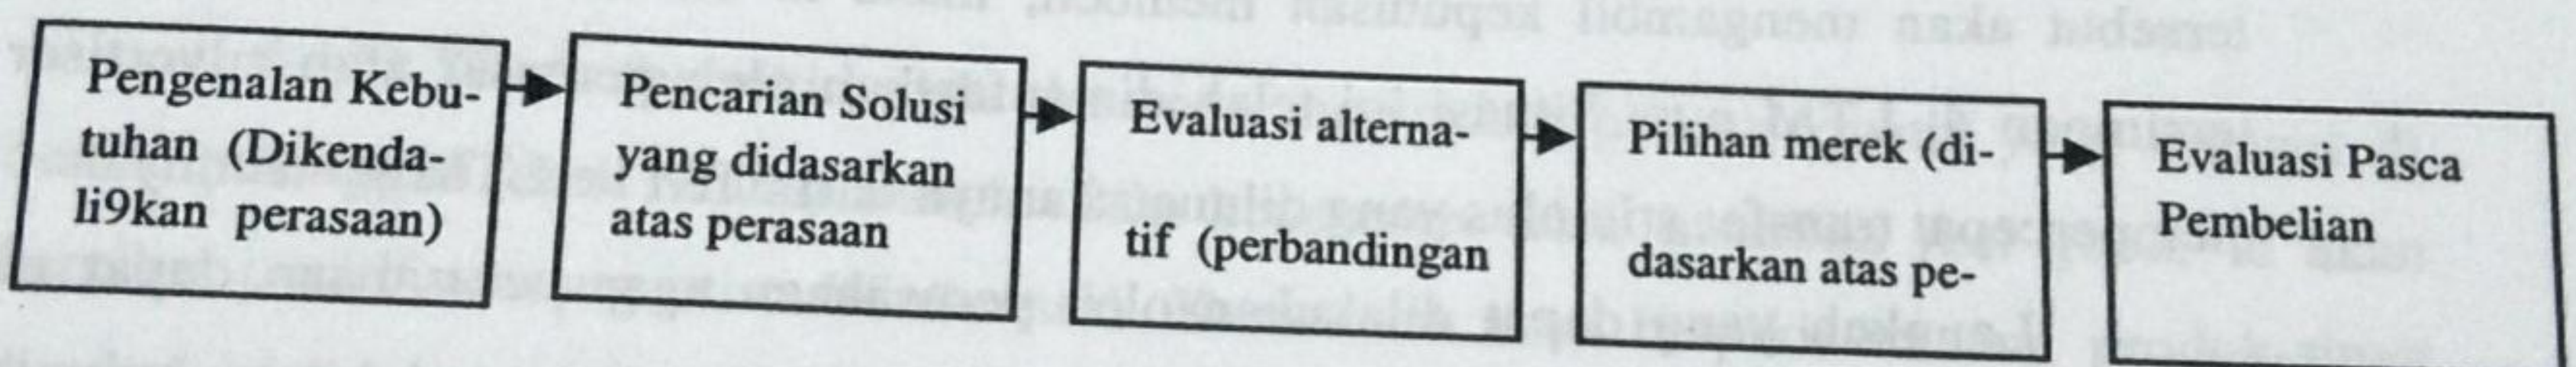 Pengenalan Kebu-
tuhan (Dikenda-
li9kan perasaan)
Pencarian Solusi
yang didasarkan
atas perasaan
Evaluasi alterna-
tif (perbandingan
Pilihan merek (di-
dasarkan atas pe-
Evaluasi Pasca
Pembelian